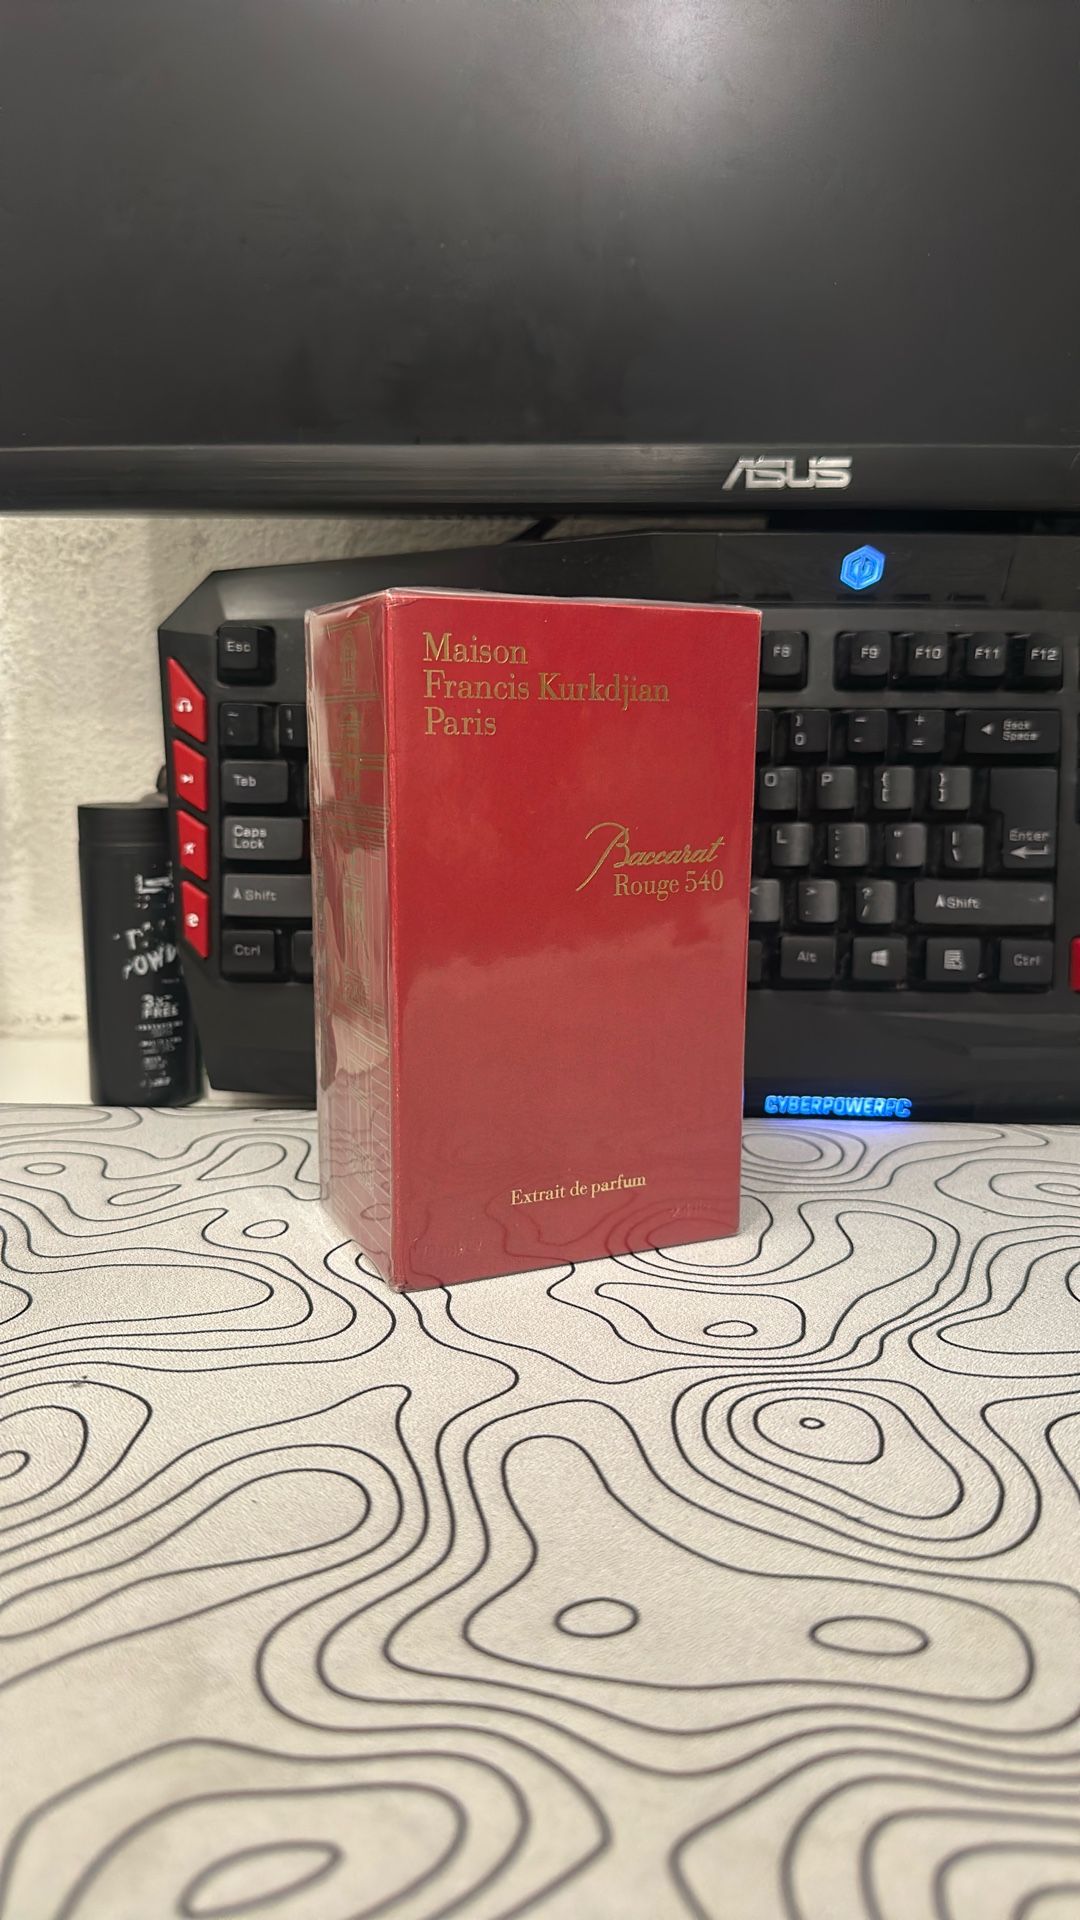 ASUS
Maison
Francis Kurkdjian
Paris
Baccarat
Rouge 540
Extrait de parfum
Esc
F8
F9
F10
F11
F12
Back
Space
Tab
O
P
Caps
Lock
L
Enter
Shift
Shift
Ctrl
Alt
Ctrl
FREE
CYBERPOWERPC